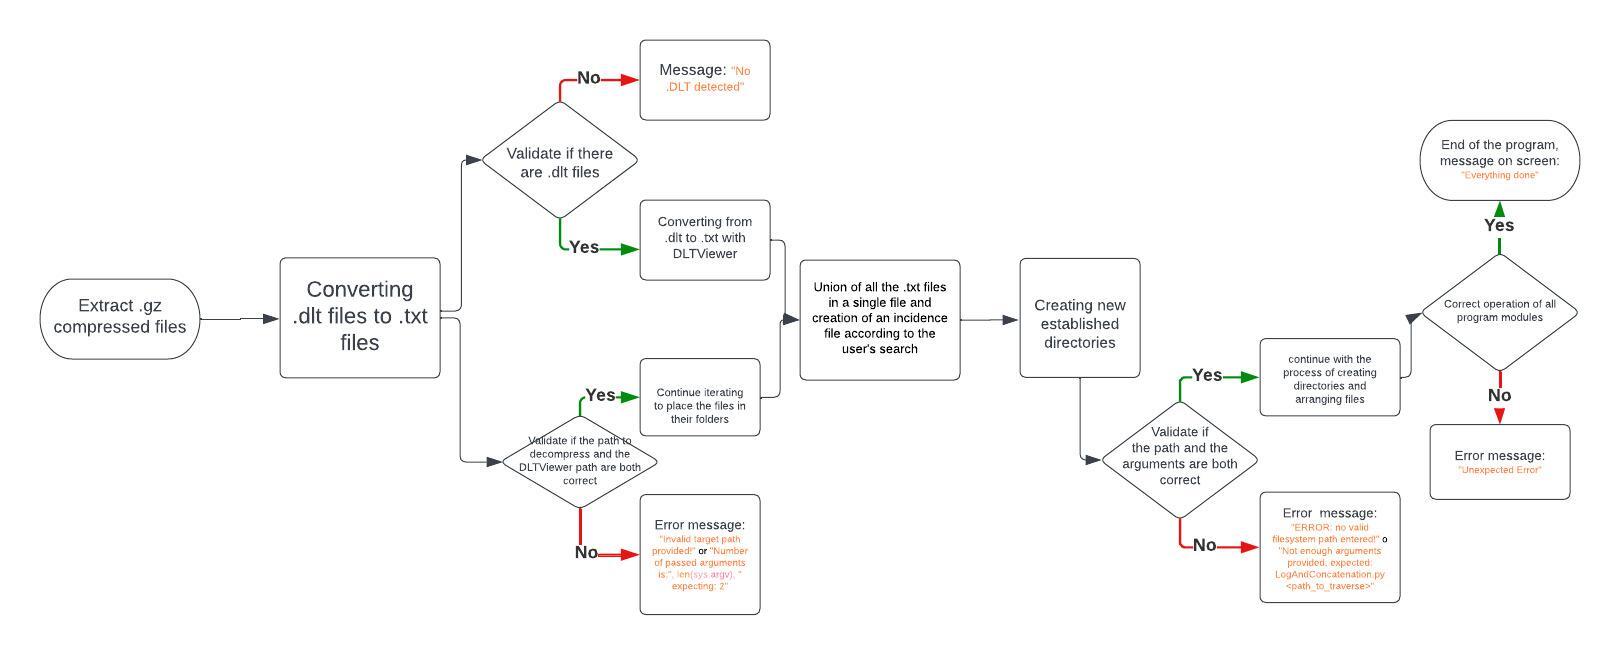 Extract .gz
compressed files
Converting
.dlt files to .txt
files
No
Message: "No
.DLT detected"
Validate if there
are .dlt files
Yes
Converting from
.dlt to .txt with
DLTViewer
Yes
Continue iterating
to place the files in
their folders
Validate if the path to
decompress and the
DLTViewer path are both
correct
No
Error message:
"Invalid target path
provided!" or "Number
of passed arguments
is:", len(sys.argv), "
expecting: 2"
Union of all the .txt files
in a single file and
creation of an incidence
file according to the
user's search
Creating new
established
directories
Yes
continue with the
process of creating
directories and
arranging files
Validate if
the path and the
arguments are both
correct
No
Error  message:
"ERROR: no valid
filesystem path entered!" o
"Not enough arguments
provided, expected:
LogAndConcatenation.py
<path_to_traverse>"
End of the program,
message on screen:
"Everything done"
Yes
Correct operation of all
program modules
No
Error message:
"Unexpected Error"